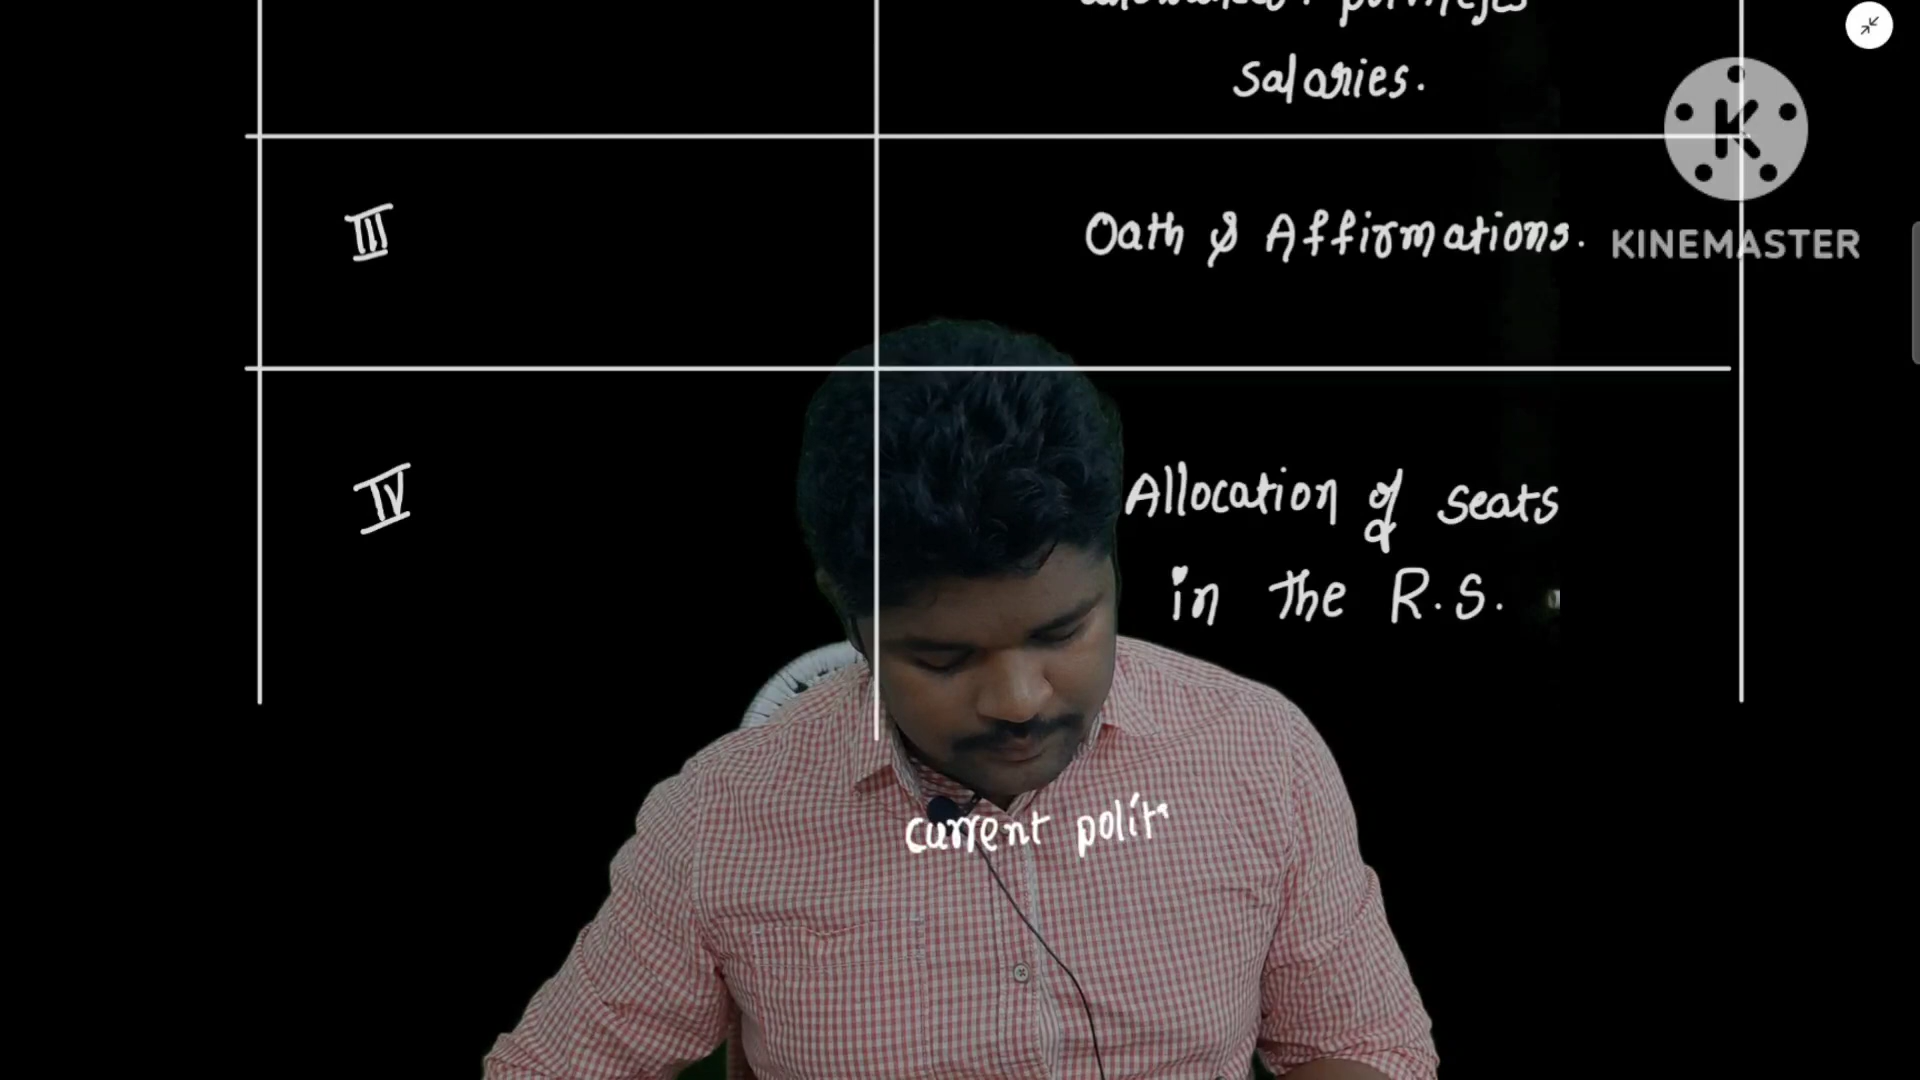 salaries.
III
Oath & Affirmations.
KINEMASTER
IV
Allocation of seats
in the R.S.
current polit